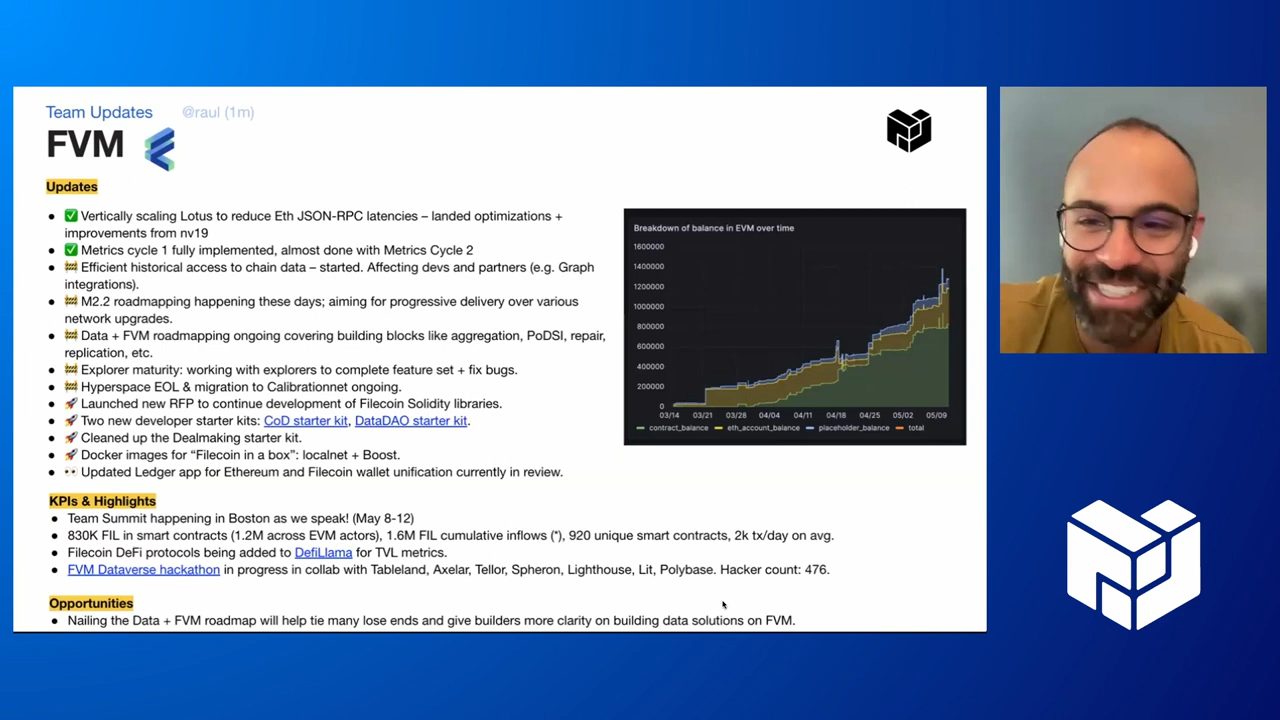 Team Updates @raul (1m)
FVM
Updates
● ✅ Vertically scaling Lotus to reduce Eth JSON-RPC latencies – landed optimizations +
improvements from nv19
● ✅ Metrics cycle 1 fully implemented, almost done with Metrics Cycle 2
● 🚧 Efficient historical access to chain data – started. Affecting devs and partners (e.g. Graph
integrations).
● 🚧 M2.2 roadmapping happening these days; aiming for progressive delivery over various
network upgrades.
● 🚧 Data + FVM roadmapping ongoing covering building blocks like aggregation, PoDSI, repair,
replication, etc.
● 🚧 Explorer maturity: working with explorers to complete feature set + fix bugs.
● 🚧 Hyperspace EOL & migration to Calibrationnet ongoing.
● 🚀 Launched new RFP to continue development of Filecoin Solidity libraries.
● 🚀 Two new developer starter kits: CoD starter kit, DataDAO starter kit.
● 🚀 Cleaned up the Dealmaking starter kit.
● 🚀 Docker images for “Filecoin in a box”: localnet + Boost.
● 👀 Updated Ledger app for Ethereum and Filecoin wallet unification currently in review.
Breakdown of balance in EVM over time
1600000
1400000
1200000
1000000
800000
600000
400000
200000
0
03/14 03/21 03/28 04/04 04/11 04/18 04/25 05/02 05/09
contract_balance eth_account_balance placeholder_balance total
KPIs & Highlights
● Team Summit happening in Boston as we speak! (May 8-12)
● 830K FIL in smart contracts (1.2M across EVM actors), 1.6M FIL cumulative inflows (*), 920 unique smart contracts, 2k tx/day on avg.
● Filecoin DeFi protocols being added to DefiLlama for TVL metrics.
● FVM Dataverse hackathon in progress in collab with Tableland, Axelar, Tellor, Spheron, Lighthouse, Lit, Polybase. Hacker count: 476.
Opportunities
● Nailing the Data + FVM roadmap will help tie many lose ends and give builders more clarity on building data solutions on FVM.